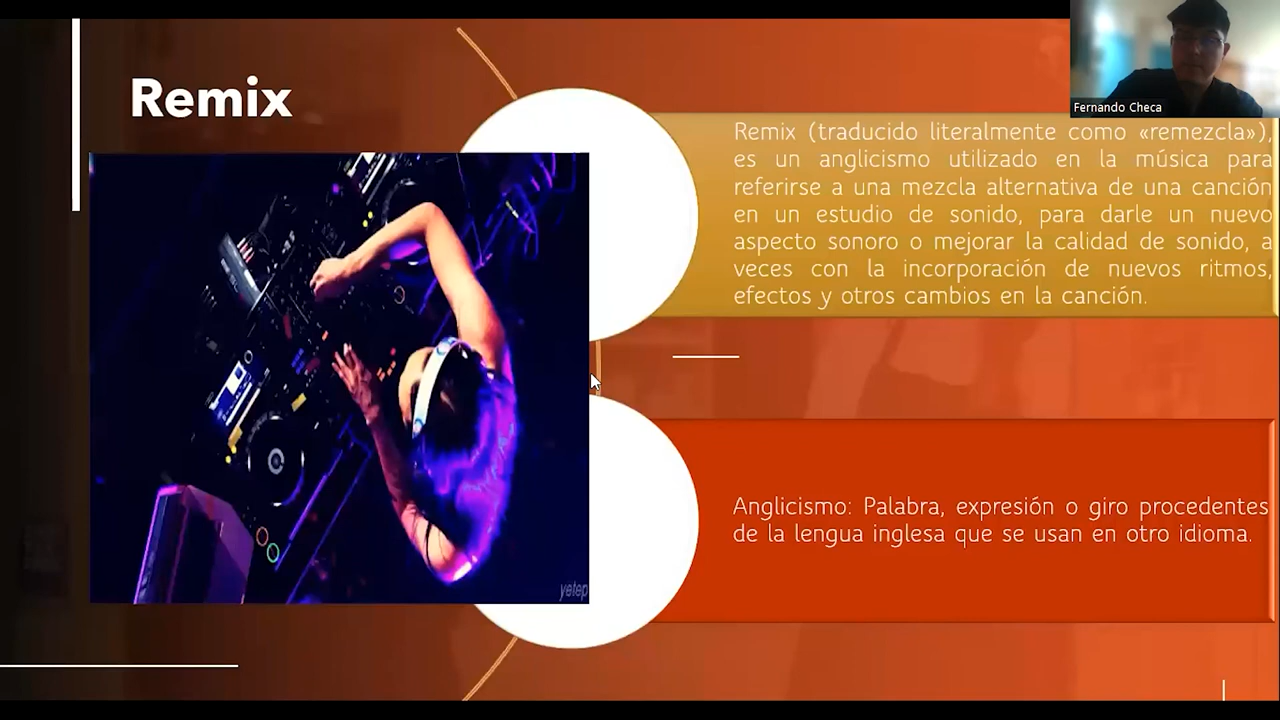 Remix
Fernando Checa
Remix (traducido literalmente como «remezcla»),
es un anglicismo utilizado en la música para
referirse a una mezcla alternativa de una canción
en un estudio de sonido, para darle un nuevo
aspecto sonoro o mejorar la calidad de sonido, a
veces con la incorporación de nuevos ritmos,
efectos y otros cambios en la canción.
Anglicismo: Palabra, expresión o giro procedentes
de la lengua inglesa que se usan en otro idioma.
yetep